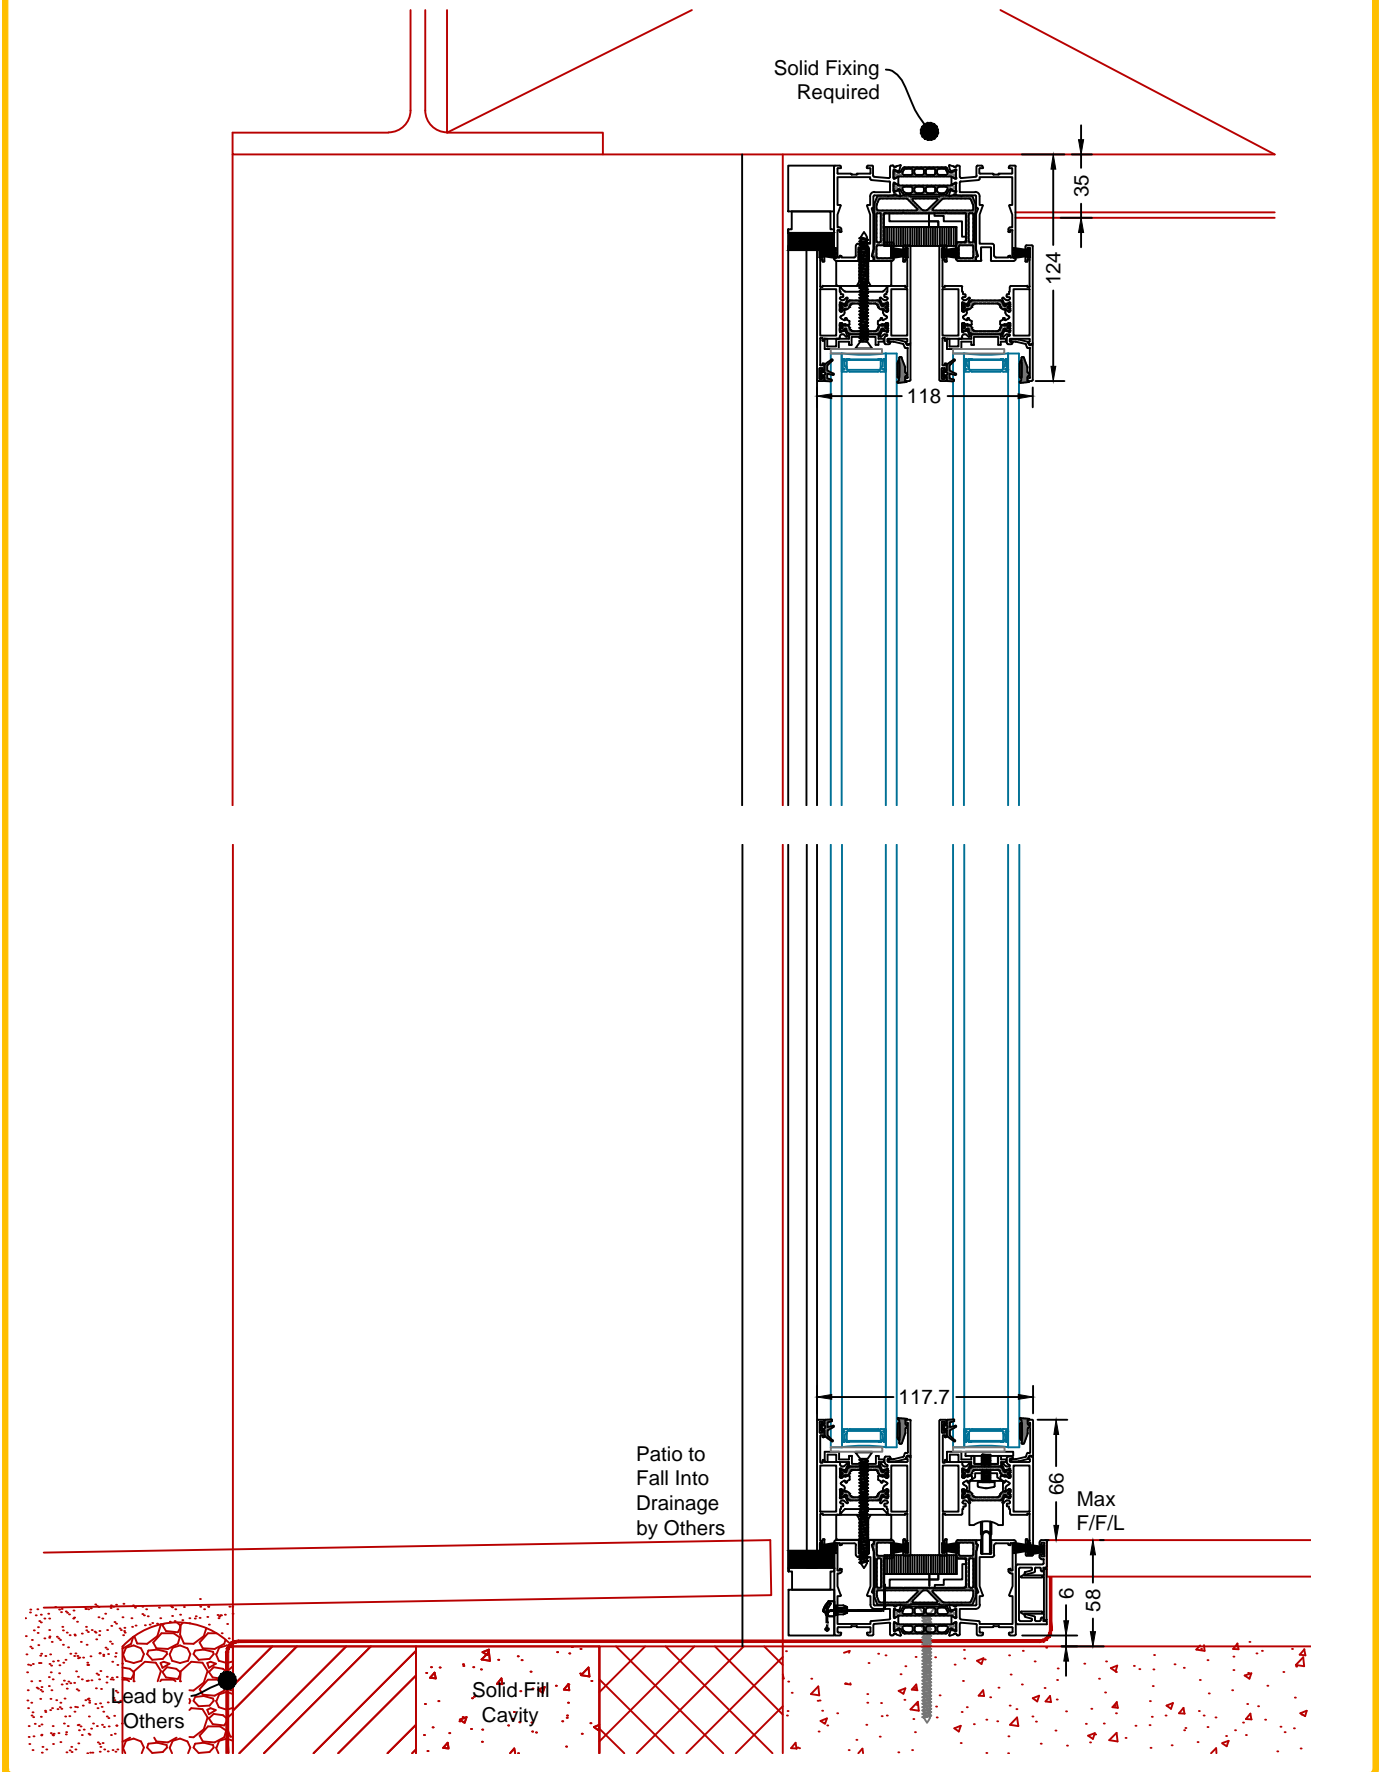 Solid Fixing
Required
35
124
118
117.7
66
Max
F/F/L
Patio to
Fall Into
Drainage
by Others
6
58
Lead by
Others
Solid Fill
Cavity